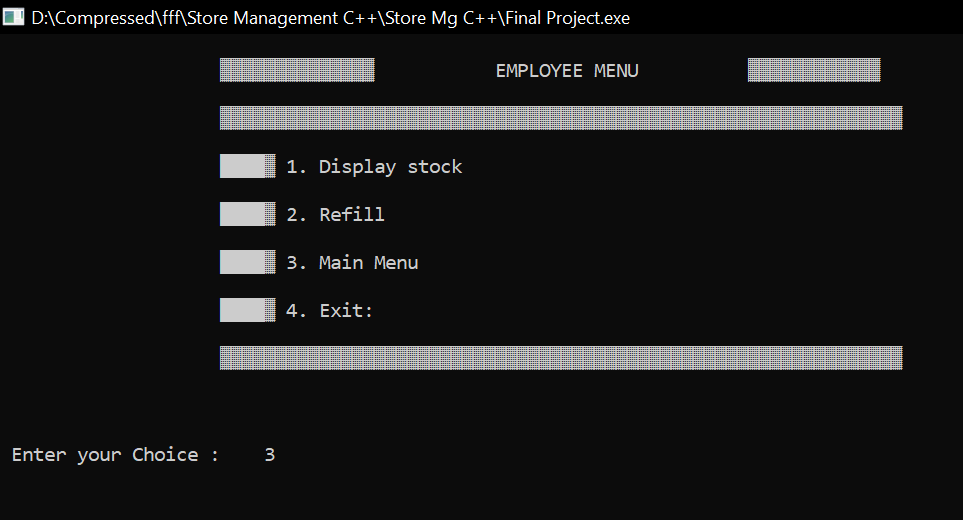 D:\Compressed\fff\Store Management C++\Store Mg C++\Final Project.exe
EMPLOYEE MENU
1. Display stock
2. Refill
3. Main Menu
4. Exit:
Enter your Choice : 3